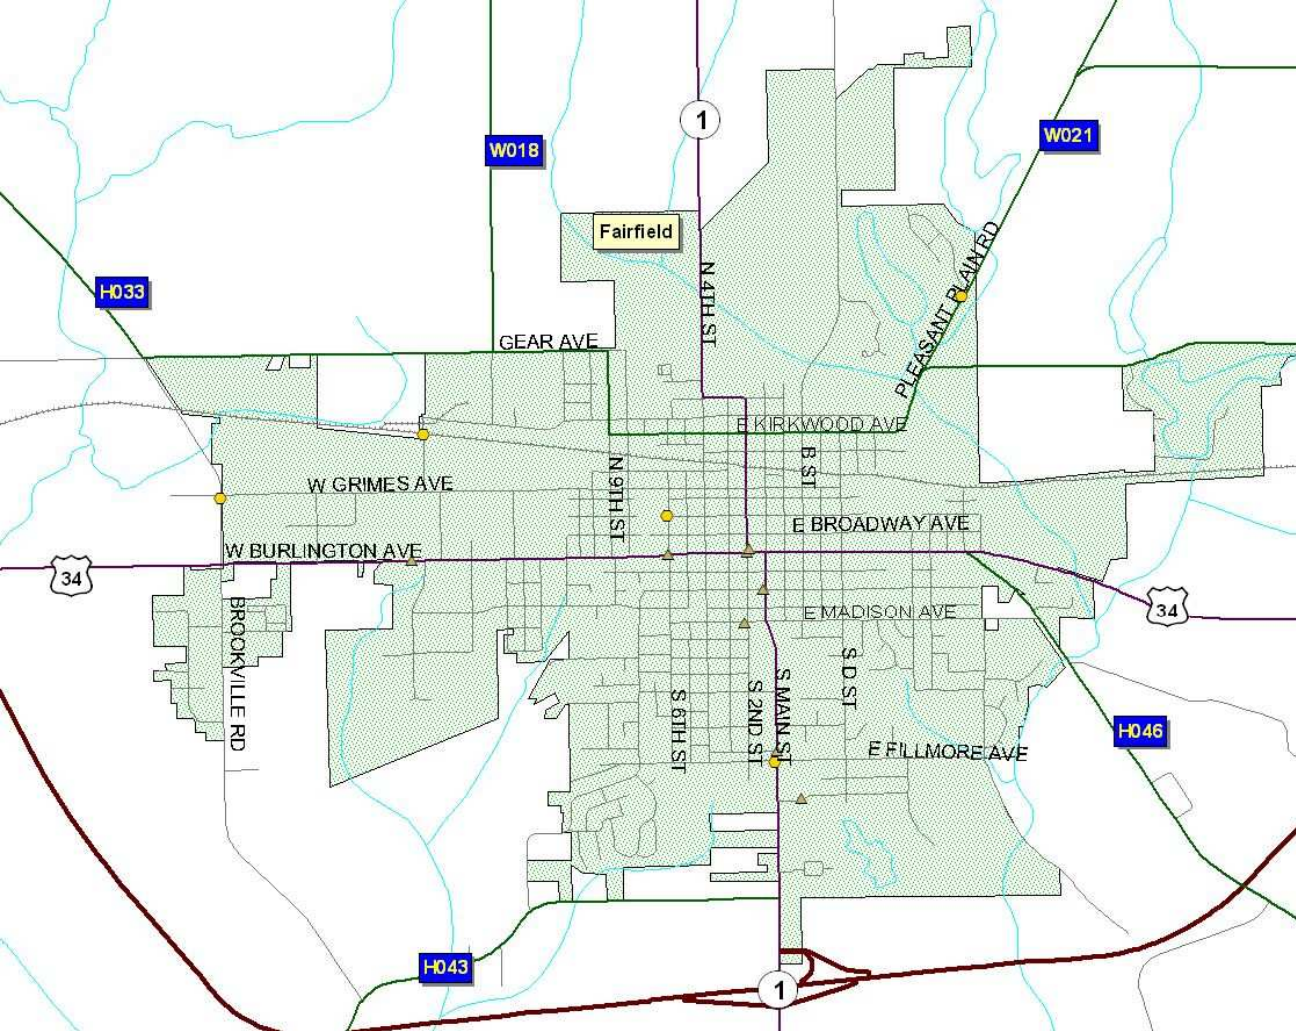 1
W021
W018
Fairfield
PLEASANT PLAIN RD
N 4TH ST
H033
GEAR AVE
E KIRKWOOD AVE
B ST
N 9TH ST
W GRIMES AVE
E BROADWAY AVE
W BURLINGTON AVE
34
34
E MADISON AVE
BROOKVILLE RD
S D ST
S MAIN ST
S 2ND ST
S 6TH ST
H046
E FILLMORE AVE
H043
1